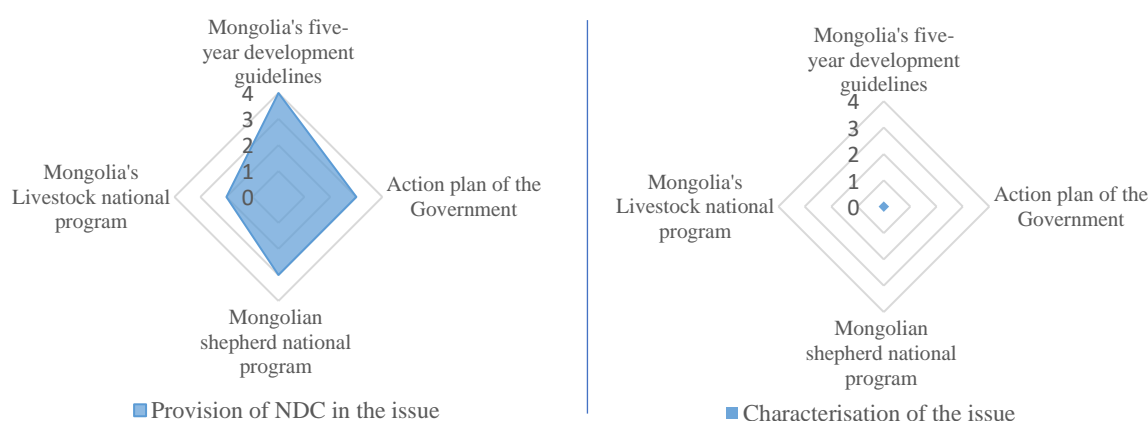 Mongolia's five-
year development
guidelines
4
3
2
1
0
Mongolia's
Livestock national
program
Action plan of the
Government
Mongolian
shepherd national
program
Provision of NDC in the issue
Mongolia's five-
year development
guidelines
4
3
2
1
0
Mongolia's
Livestock national
program
Action plan of the
Government
Mongolian
shepherd national
program
Characterisation of the issue